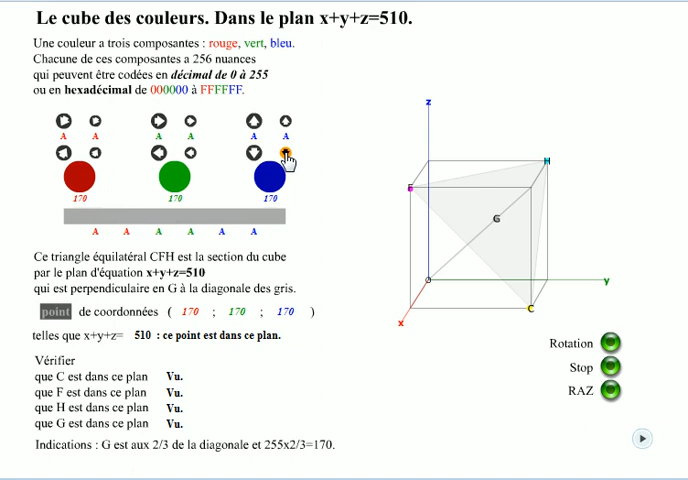 Le cube des couleurs. Dans le plan x+y+z=510.
Une couleur a trois composantes : rouge, vert, bleu.
Chacune de ces composantes a 256 nuances
qui peuvent être codées en décimal de 0 à 255
ou en hexadécimal de 000000 à FFFFFF.
A A A A A A
170 170 170
A A A A A A
Ce triangle équilatéral CFH est la section du cube
par le plan d'équation x+y+z=510
qui est perpendiculaire en G à la diagonale des gris.
point de coordonnées ( 170 ; 170 ; 170 )
telles que x+y+z= 510 : ce point est dans ce plan.
Vérifier
que C est dans ce plan Vu.
que F est dans ce plan Vu.
que H est dans ce plan Vu.
que G est dans ce plan Vu.
Indications : G est aux 2/3 de la diagonale et 255x2/3=170.
z
H
F
G
O
y
C
x
Rotation
Stop
RAZ